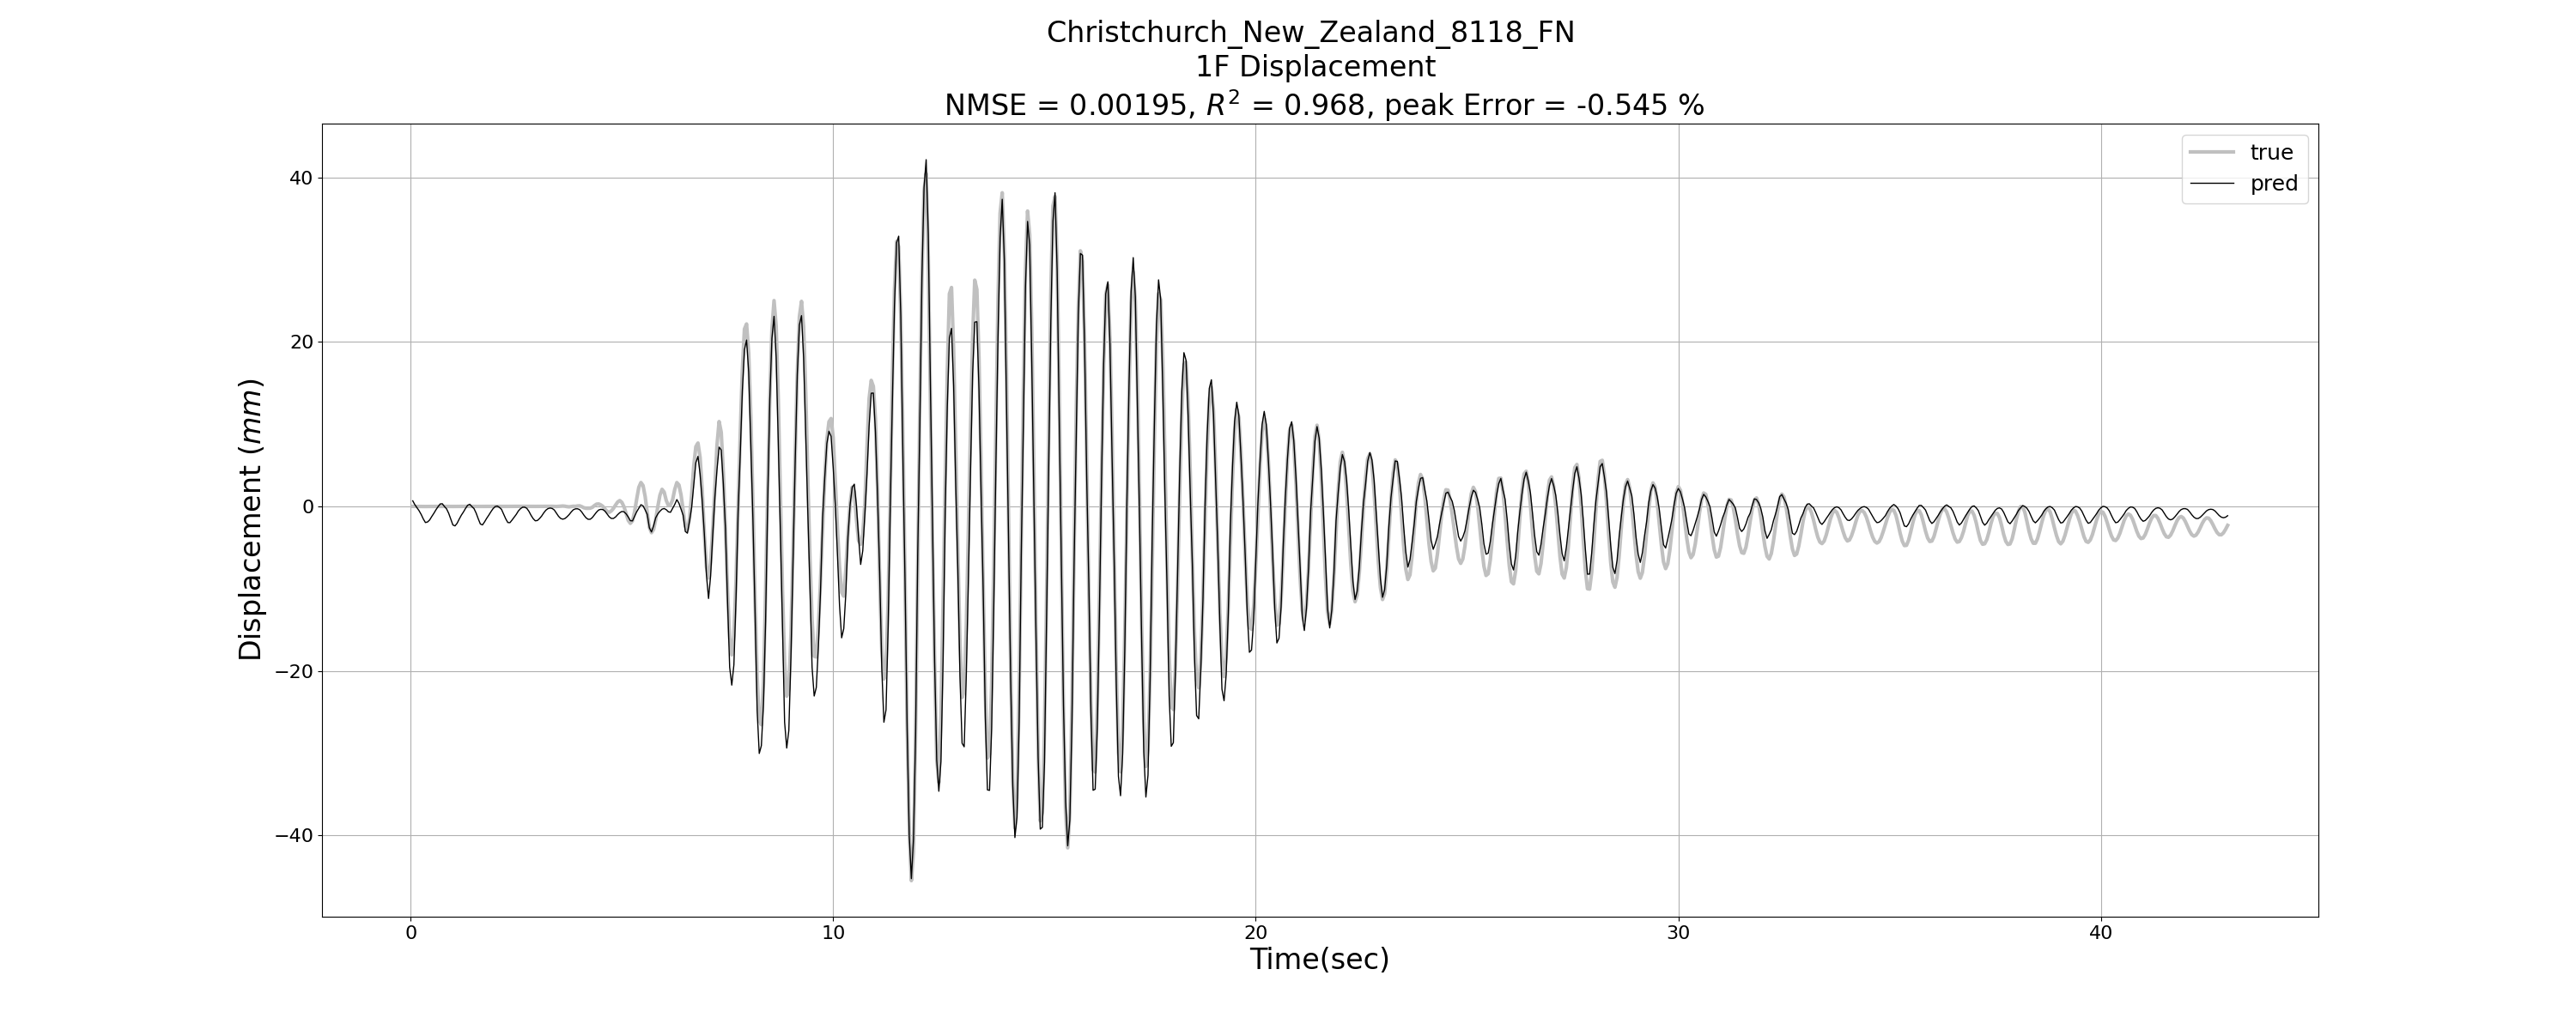 Christchurch_New_Zealand_8118_FN
1F Displacement
NMSE = 0.00195, R² = 0.968, peak Error = -0.545 %
true
pred
40
20
0
−20
−40
Displacement (mm)
0 10 20 30 40
Time(sec)